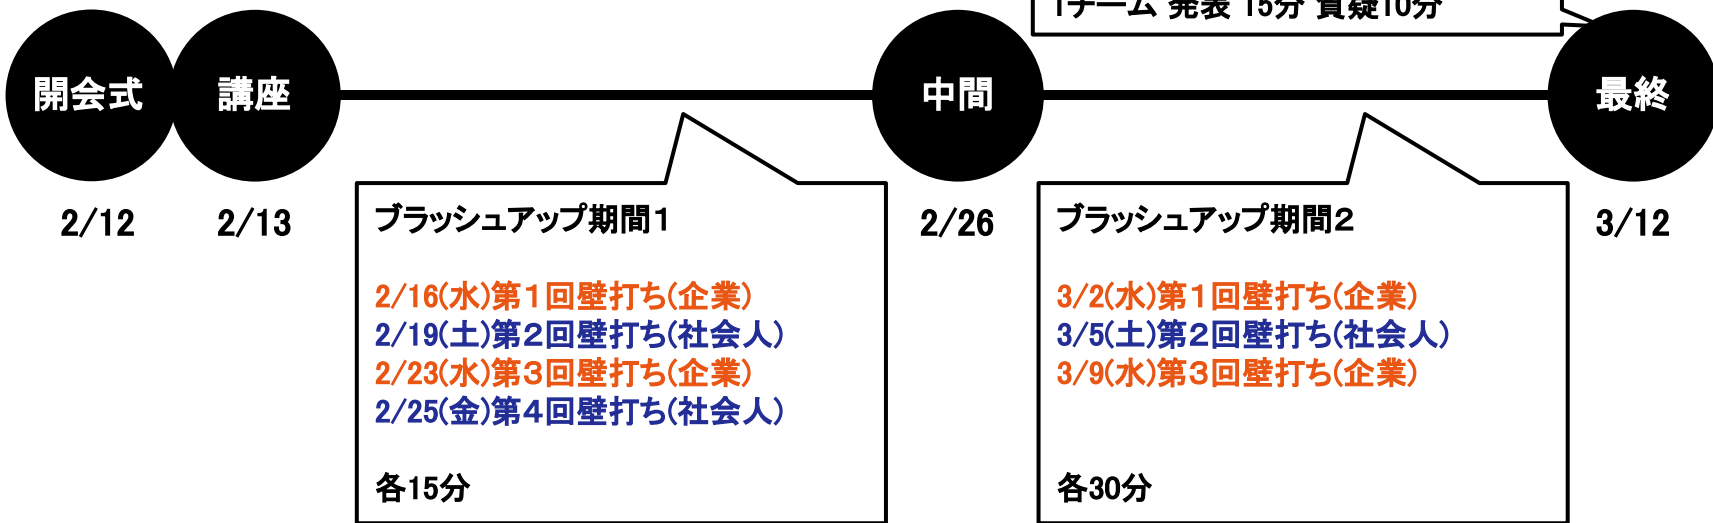 1チーム 発表 15分 質疑10分
開会式
講座
中間
最終
2/12
2/13
2/26
3/12
ブラッシュアップ期間1
2/16(水)第1回壁打ち(企業)
2/19(土)第2回壁打ち(社会人)
2/23(水)第3回壁打ち(企業)
2/25(金)第4回壁打ち(社会人)
各15分
ブラッシュアップ期間2
3/2(水)第1回壁打ち(企業)
3/5(土)第2回壁打ち(社会人)
3/9(水)第3回壁打ち(企業)
各30分